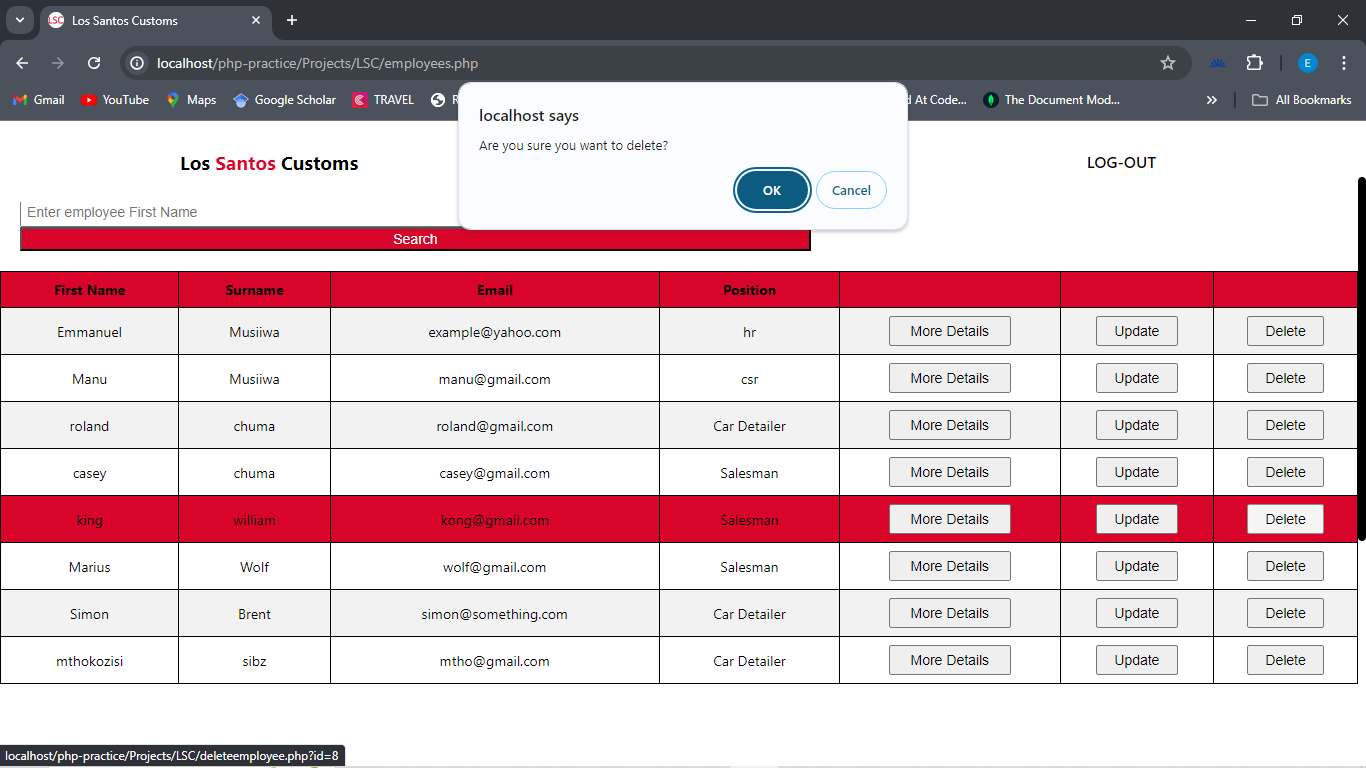 LSC Los Santos Customs
localhost/php-practice/Projects/LSC/employees.php
E
Gmail YouTube Maps Google Scholar TRAVEL At Code... The Document Mod... All Bookmarks
localhost says
Are you sure you want to delete?
OK Cancel
Los Santos Customs LOG-OUT
Enter employee First Name
Search
First Name Surname Email Position
Emmanuel Musiiwa example@yahoo.com hr More Details Update Delete
Manu Musiiwa manu@gmail.com csr More Details Update Delete
roland chuma roland@gmail.com Car Detailer More Details Update Delete
casey chuma casey@gmail.com Salesman More Details Update Delete
king william kong@gmail.com Salesman More Details Update Delete
Marius Wolf wolf@gmail.com Salesman More Details Update Delete
Simon Brent simon@something.com Car Detailer More Details Update Delete
mthokozisi sibz mtho@gmail.com Car Detailer More Details Update Delete
localhost/php-practice/Projects/LSC/deleteemployee.php?id=8